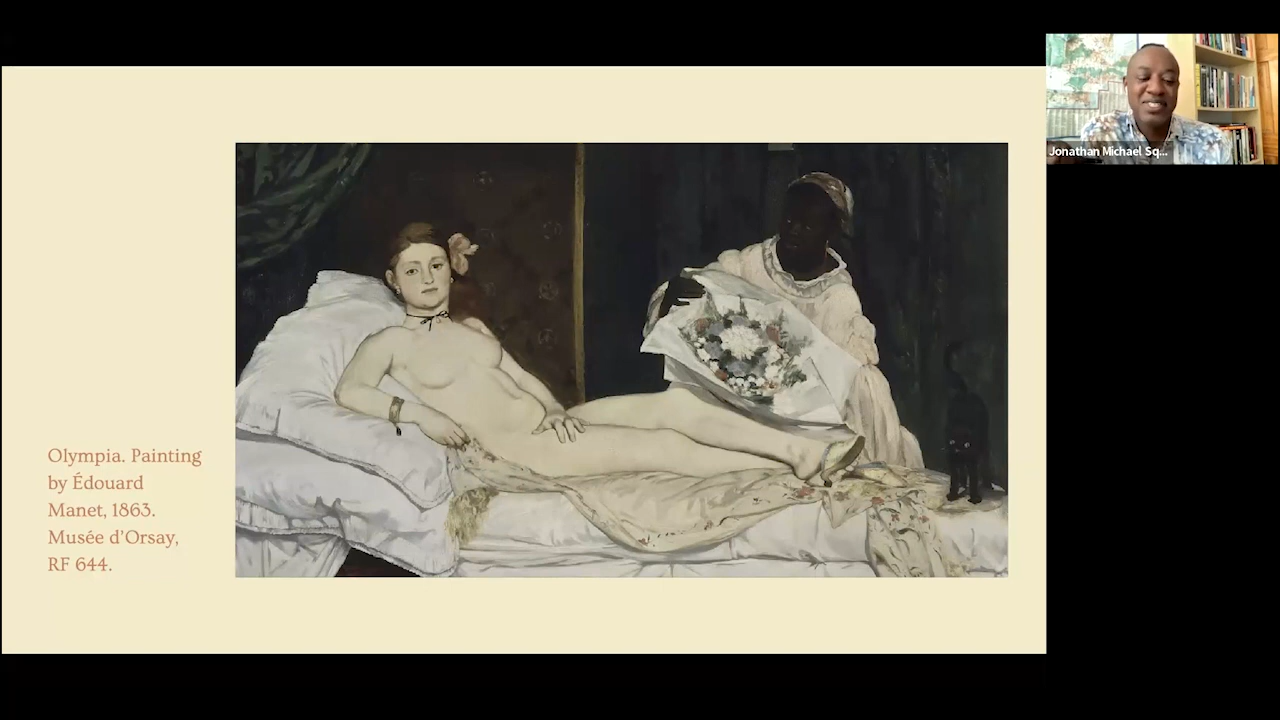 Jonathan Michael Sq...
Olympia. Painting
by Édouard
Manet, 1863.
Musée d'Orsay,
RF 644.